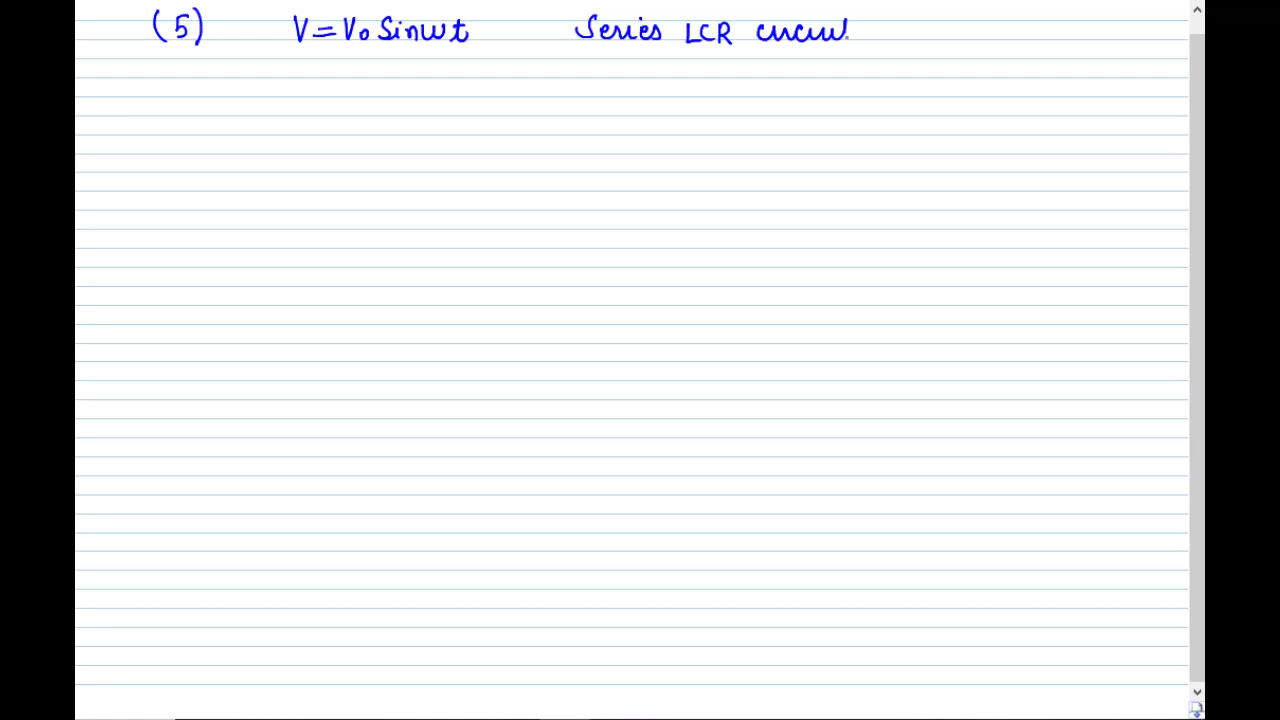 (5) V = V₀ Sinωt Series LCR